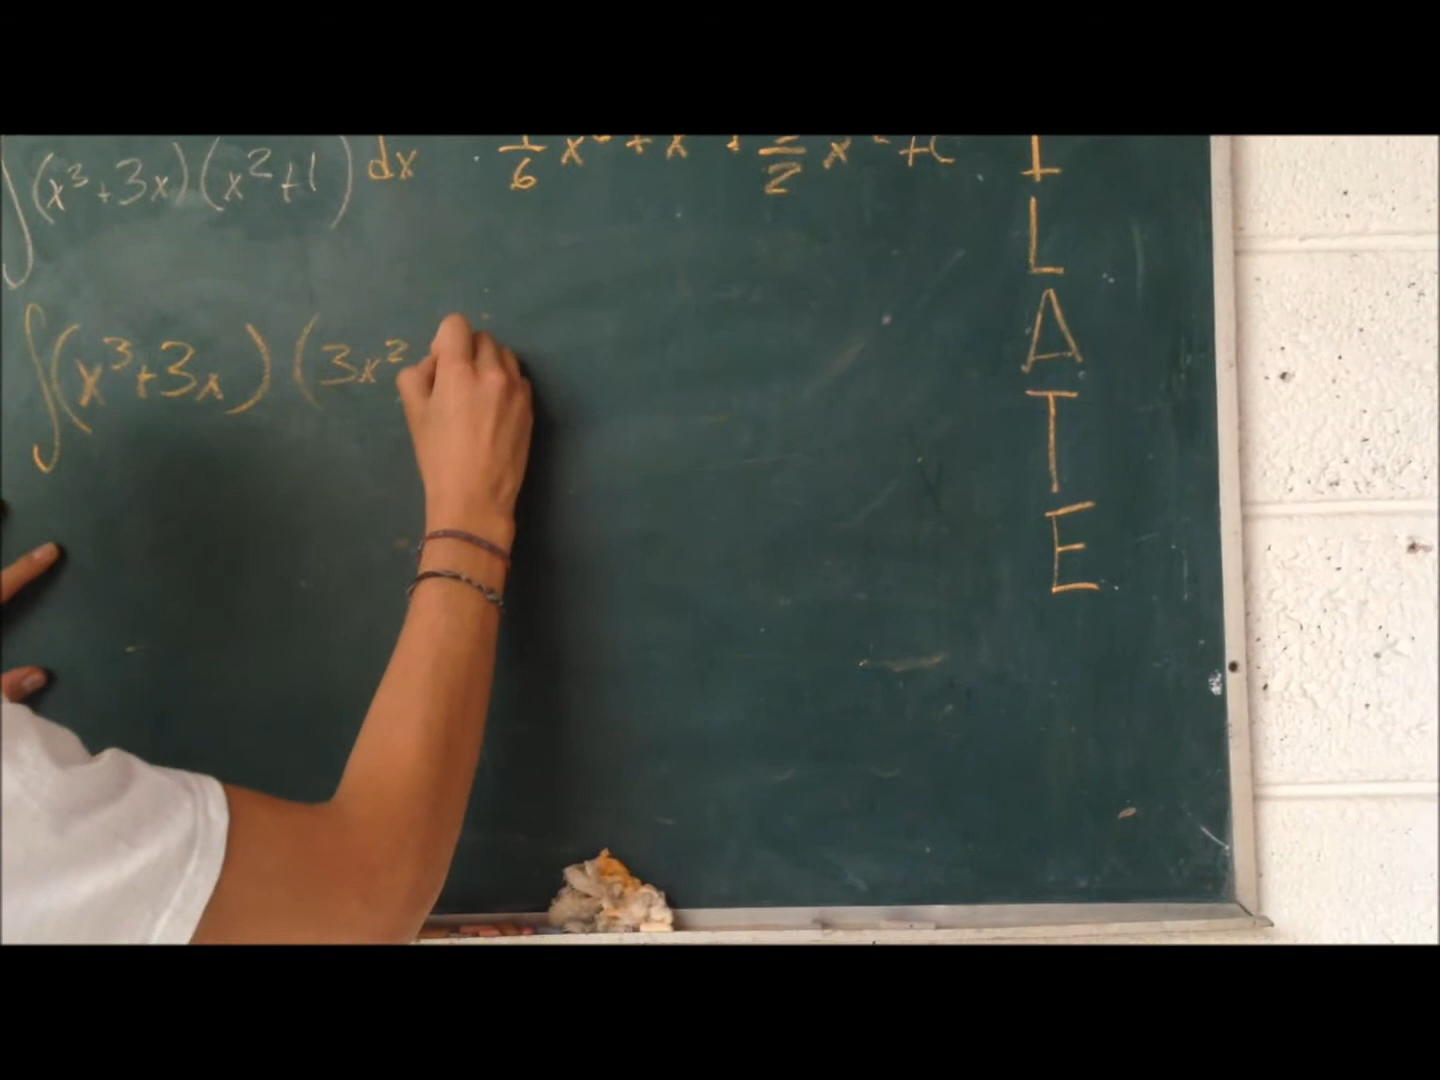 ∫(x³+3x)(x²+1) dx
∫(x³+3x)(3x²
I
L
A
T
E